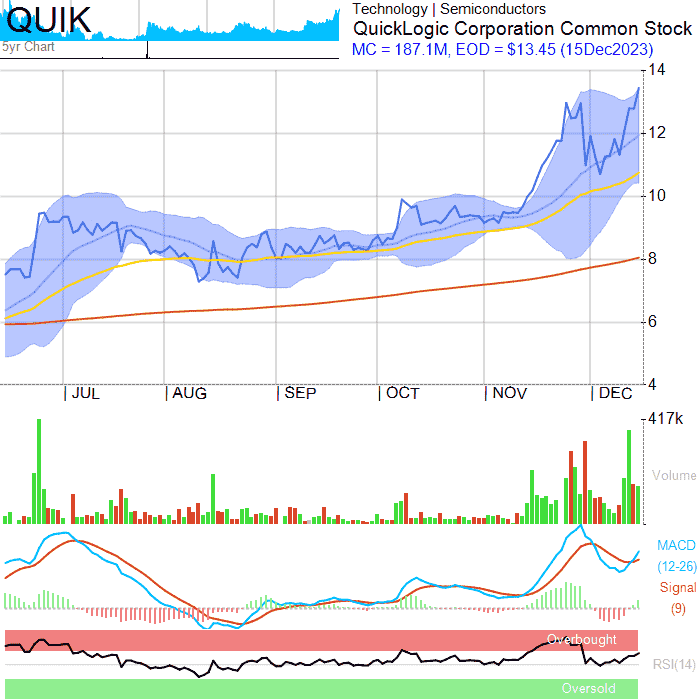 QUIK
5yr Chart
Technology | Semiconductors
QuickLogic Corporation Common Stock
MC = 187.1M, EOD = $13.45 (15Dec2023)
14
12
10
8
6
4
| JUL | AUG | SEP | OCT | NOV | DEC
417k
Volume
MACD
(12-26)
Signal
(9)
Overbought
RSI(14)
Oversold